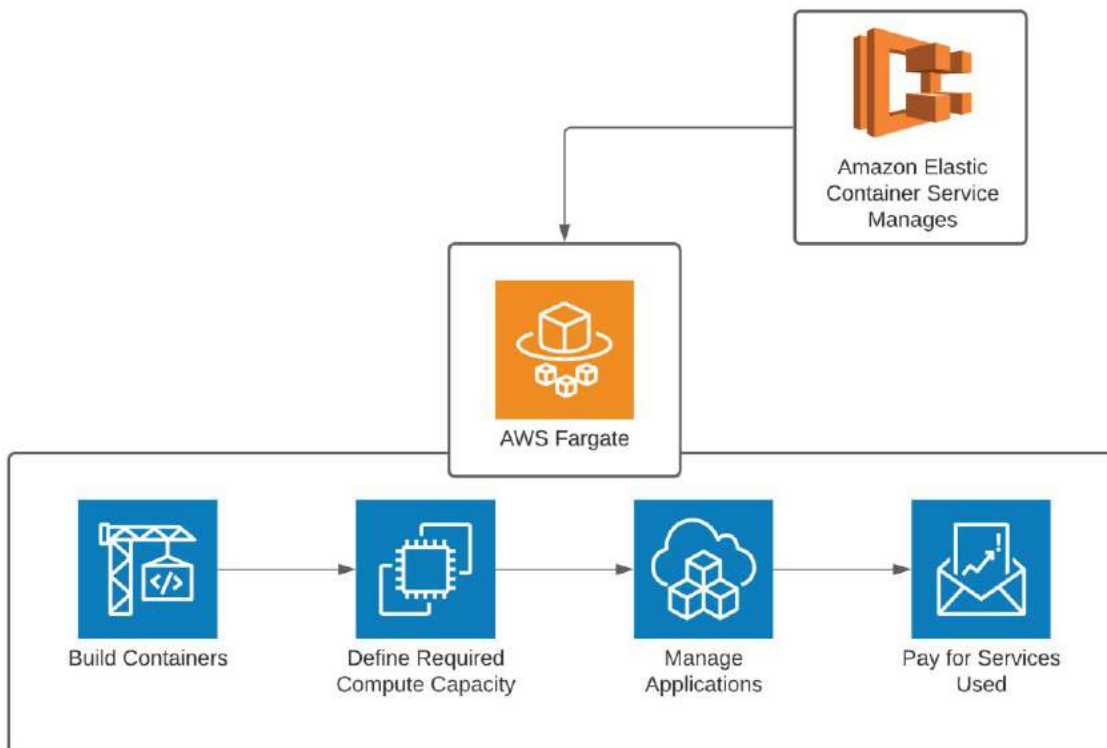 Amazon Elastic
Container Service
Manages
AWS Fargate
</>
Build Containers
Define Required
Compute Capacity
Manage
Applications
!
Pay for Services
Used